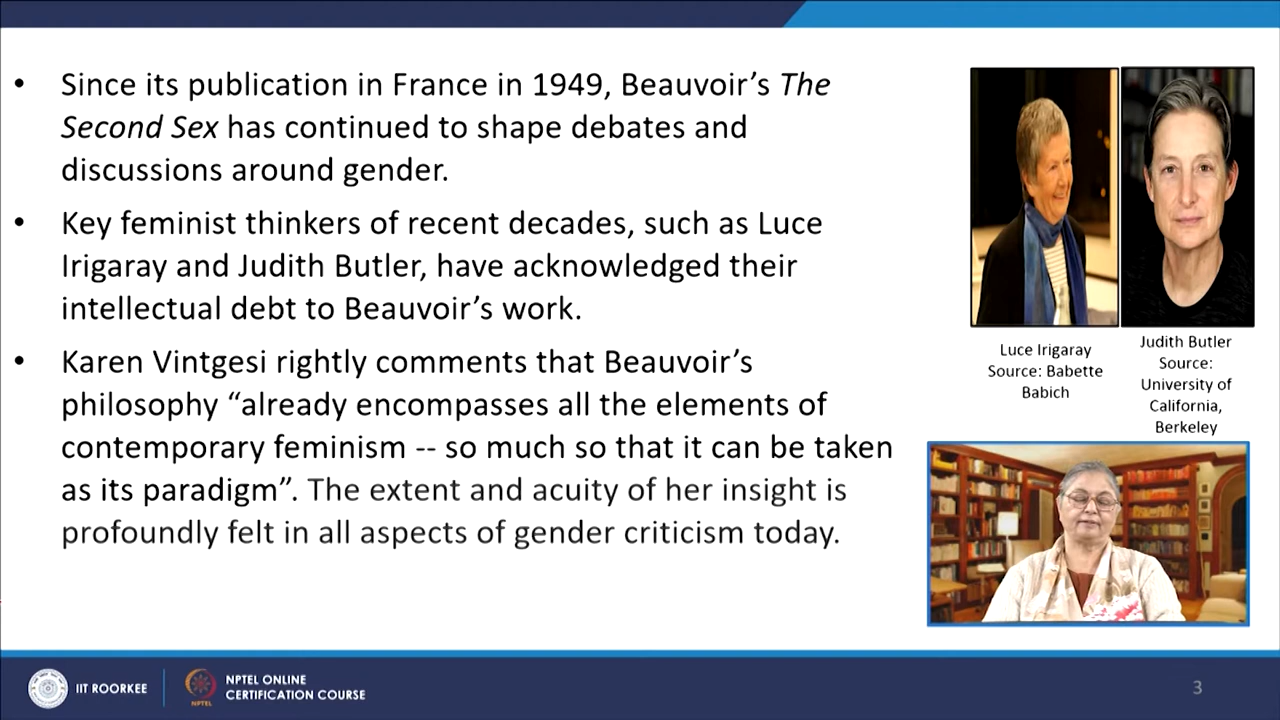 • Since its publication in France in 1949, Beauvoir’s The
Second Sex has continued to shape debates and
discussions around gender.
• Key feminist thinkers of recent decades, such as Luce
Irigaray and Judith Butler, have acknowledged their
intellectual debt to Beauvoir’s work.
• Karen Vintgesi rightly comments that Beauvoir’s
philosophy “already encompasses all the elements of
contemporary feminism -- so much so that it can be taken
as its paradigm”. The extent and acuity of her insight is
profoundly felt in all aspects of gender criticism today.
Luce Irigaray
Source: Babette
Babich
Judith Butler
Source:
University of
California,
Berkeley
IIT ROORKEE
NPTEL
NPTEL ONLINE
CERTIFICATION COURSE
3